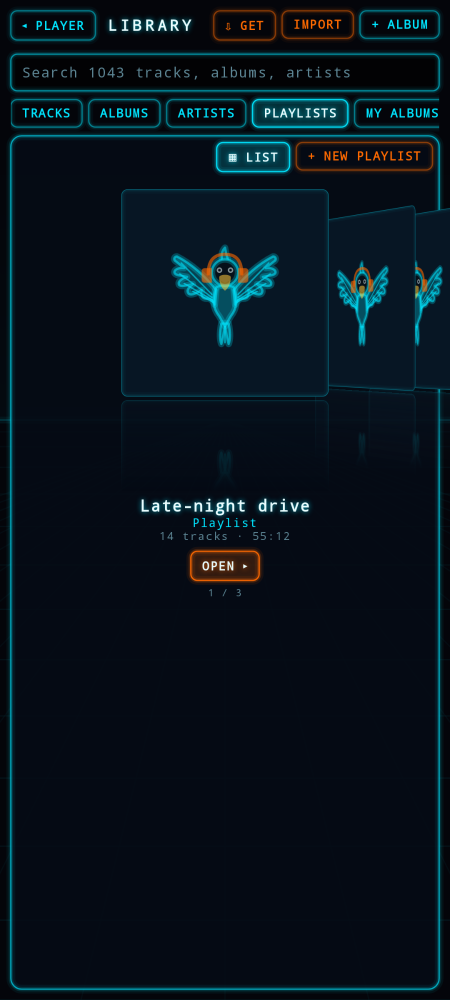 ◂ PLAYER LIBRARY ⇩ GET IMPORT + ALBUM
Search 1043 tracks, albums, artists
TRACKS ALBUMS ARTISTS PLAYLISTS MY ALBUMS
▦ LIST + NEW PLAYLIST
Late-night drive
Playlist
14 tracks · 55:12
OPEN ▸
1 / 3